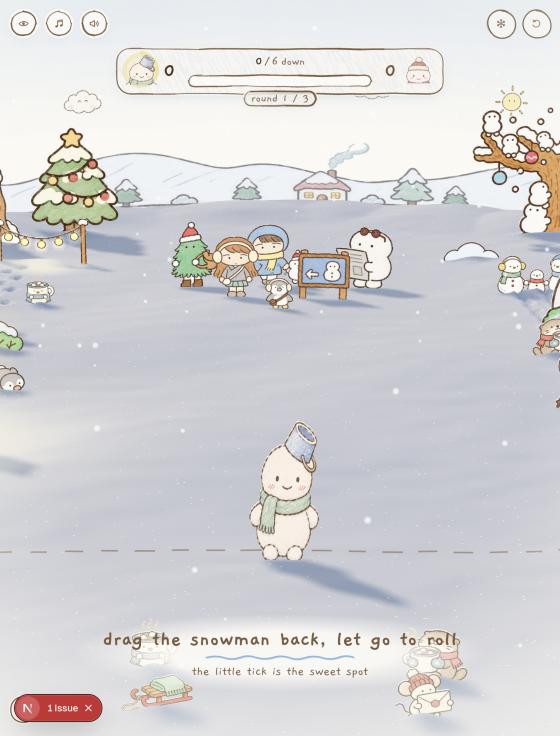 0
0/6 down
0
round 1 / 3
drag the snowman back, let go to roll
the little tick is the sweet spot
N
1 Issue